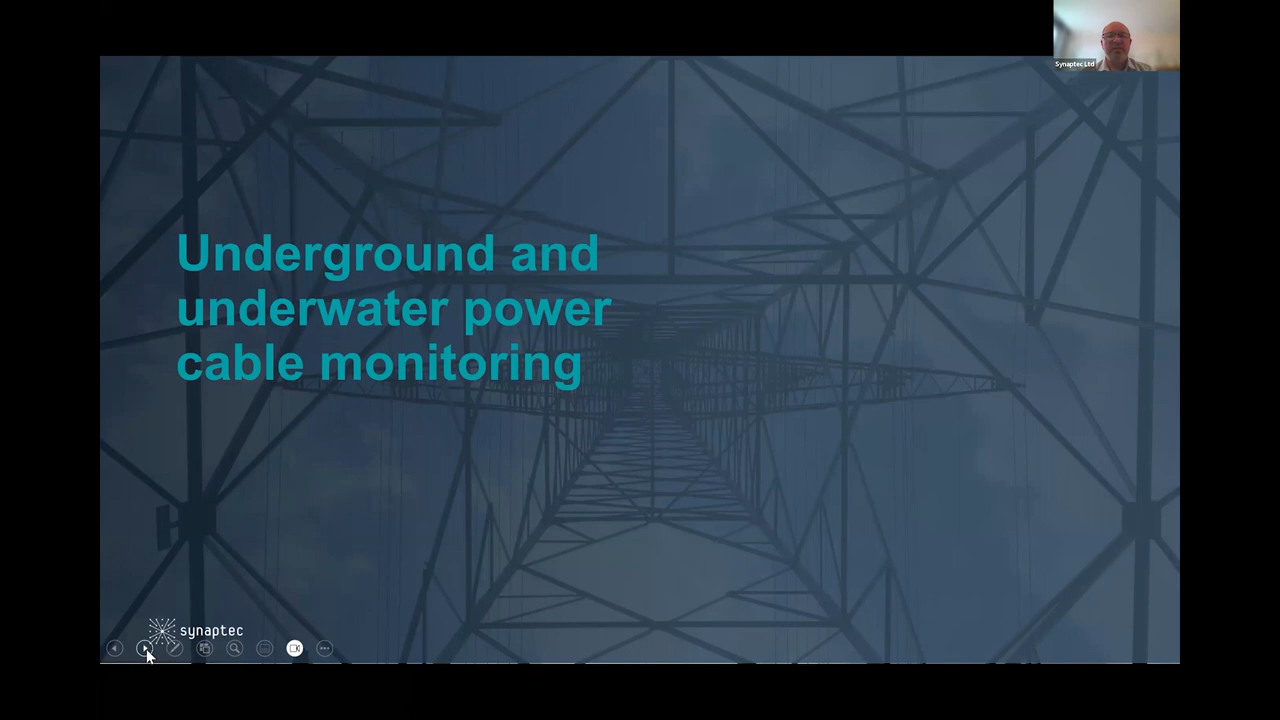 Synaptec Ltd
Underground and
underwater power
cable monitoring
synaptec